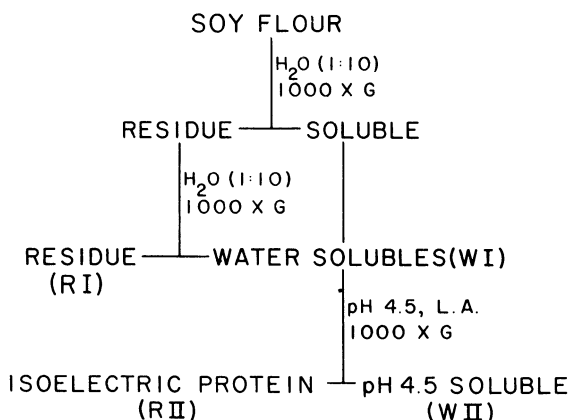 SOY FLOUR
H₂O (1:10)
1000 X G
RESIDUE SOLUBLE
H₂O (1:10)
1000 X G
RESIDUE WATER SOLUBLES(WI)
(RI)
pH 4.5, L.A.
1000 X G
ISOELECTRIC PROTEIN pH 4.5 SOLUBLE
(RII) (WII)